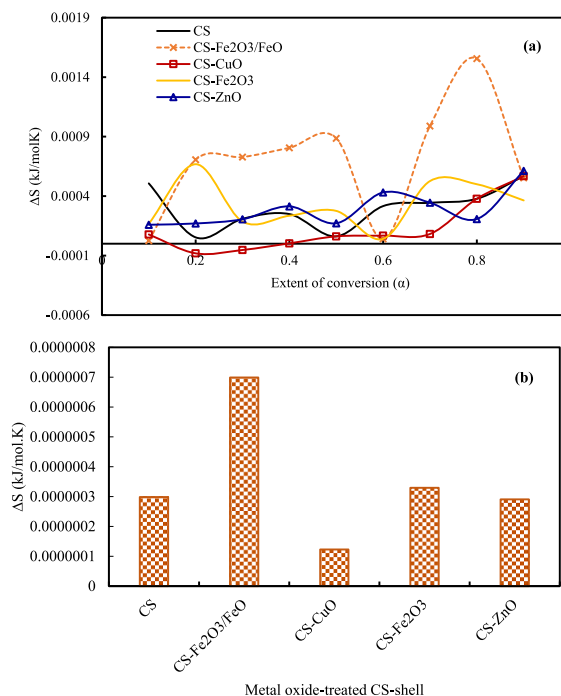 0.0019
0.0014
0.0009
0.0004
-0.0001
-0.0006
ΔS (kJ/molK)
CS
CS-Fe2O3/FeO
CS-CuO
CS-Fe2O3
CS-ZnO
(a)
0 0.2 0.4 0.6 0.8
Extent of conversion (α)
0.0000008
0.0000007
0.0000006
0.0000005
0.0000004
0.0000003
0.0000002
0.0000001
0
ΔS (kJ/mol.K)
(b)
CS
CS-Fe2O3/FeO
CS-CuO
CS-Fe2O3
CS-ZnO
Metal oxide-treated CS-shell